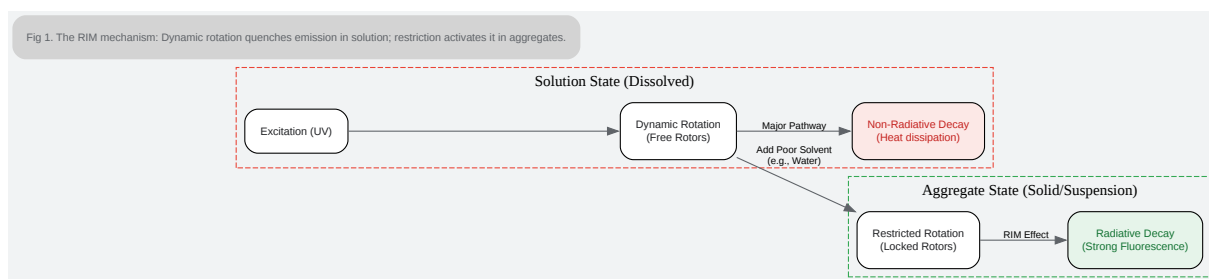 Fig 1. The RIM mechanism: Dynamic rotation quenches emission in solution; restriction activates it in aggregates.
Solution State (Dissolved)
Excitation (UV)
Dynamic Rotation
(Free Rotors)
Major Pathway
Non-Radiative Decay
(Heat dissipation)
Add Poor Solvent
(e.g., Water)
Aggregate State (Solid/Suspension)
Restricted Rotation
(Locked Rotors)
RIM Effect
Radiative Decay
(Strong Fluorescence)